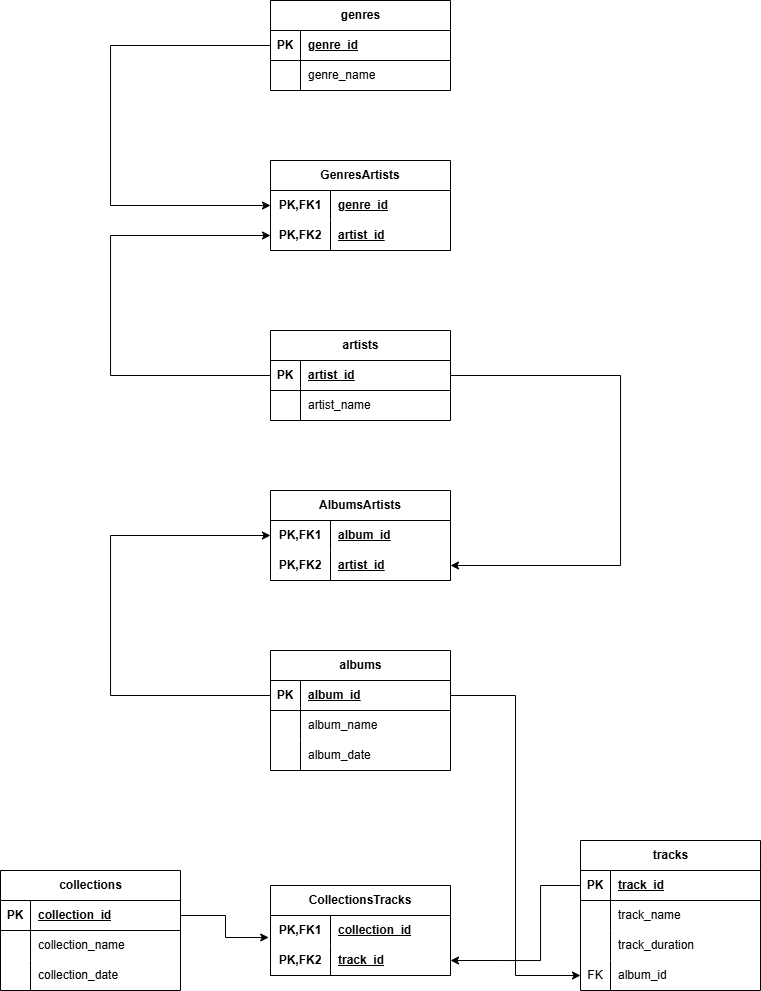 genres
PK genre_id
genre_name
GenresArtists
PK,FK1 genre_id
PK,FK2 artist_id
artists
PK artist_id
artist_name
AlbumsArtists
PK,FK1 album_id
PK,FK2 artist_id
albums
PK album_id
album_name
album_date
collections
PK collection_id
collection_name
collection_date
CollectionsTracks
PK,FK1 collection_id
PK,FK2 track_id
tracks
PK track_id
track_name
track_duration
FK album_id